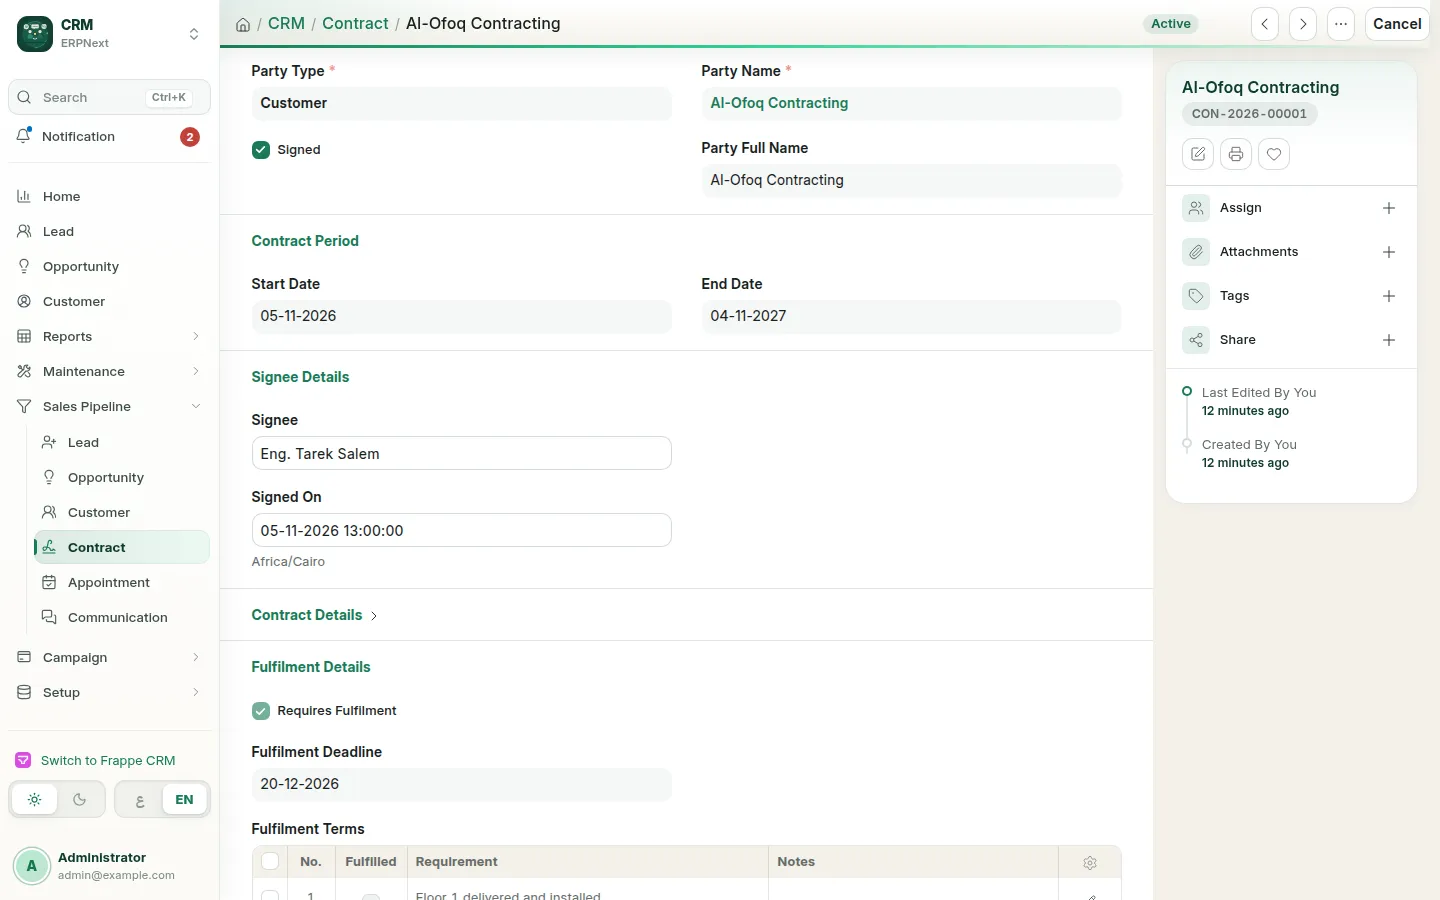 CRM
ERPNext
Search
Ctrl+K
Notification
2
Home
Lead
Opportunity
Customer
Reports
Maintenance
Sales Pipeline
Lead
Opportunity
Customer
Contract
Appointment
Communication
Campaign
Setup
Switch to Frappe CRM
ع
EN
A
Administrator
admin@example.com
/ CRM / Contract / Al-Ofoq Contracting
Active
Cancel
Party Type *
Customer
Party Name *
Al-Ofoq Contracting
Signed
Party Full Name
Al-Ofoq Contracting
Contract Period
Start Date
05-11-2026
End Date
04-11-2027
Signee Details
Signee
Eng. Tarek Salem
Signed On
05-11-2026 13:00:00
Africa/Cairo
Contract Details
Fulfilment Details
Requires Fulfilment
Fulfilment Deadline
20-12-2026
Fulfilment Terms
No. Fulfilled Requirement Notes
1 Floor 1 delivered and installed
Al-Ofoq Contracting
CON-2026-00001
Assign
Attachments
Tags
Share
Last Edited By You
12 minutes ago
Created By You
12 minutes ago